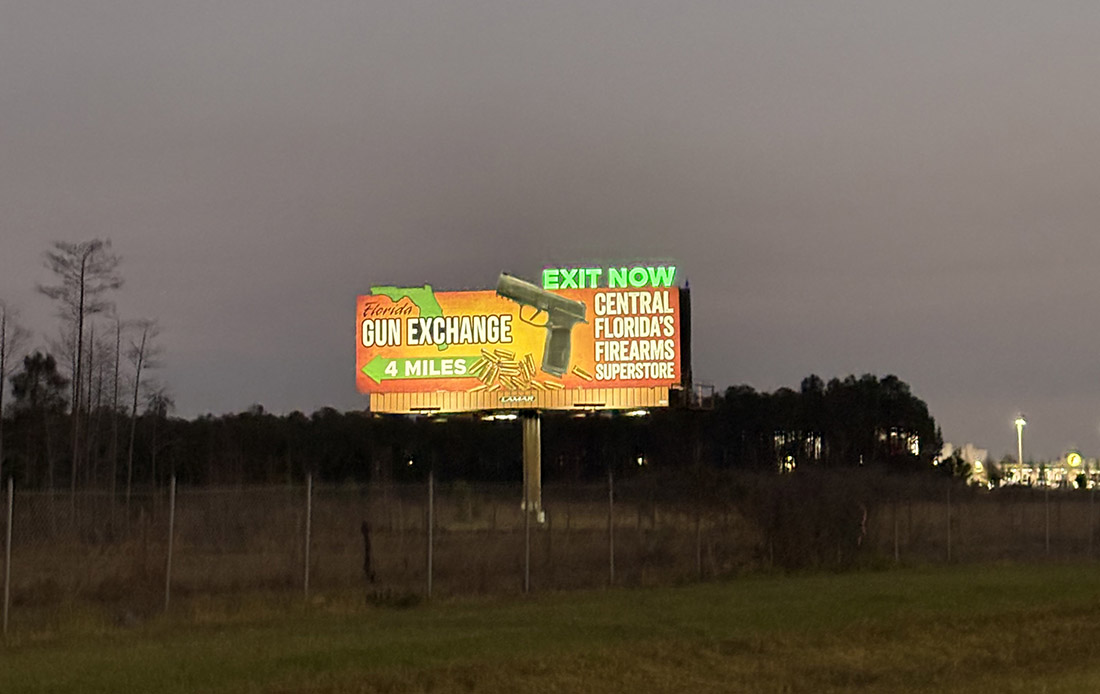 EXIT NOW
Florida
GUN EXCHANGE
4 MILES
CENTRAL
FLORIDA'S
FIREARMS
SUPERSTORE
LAMAR